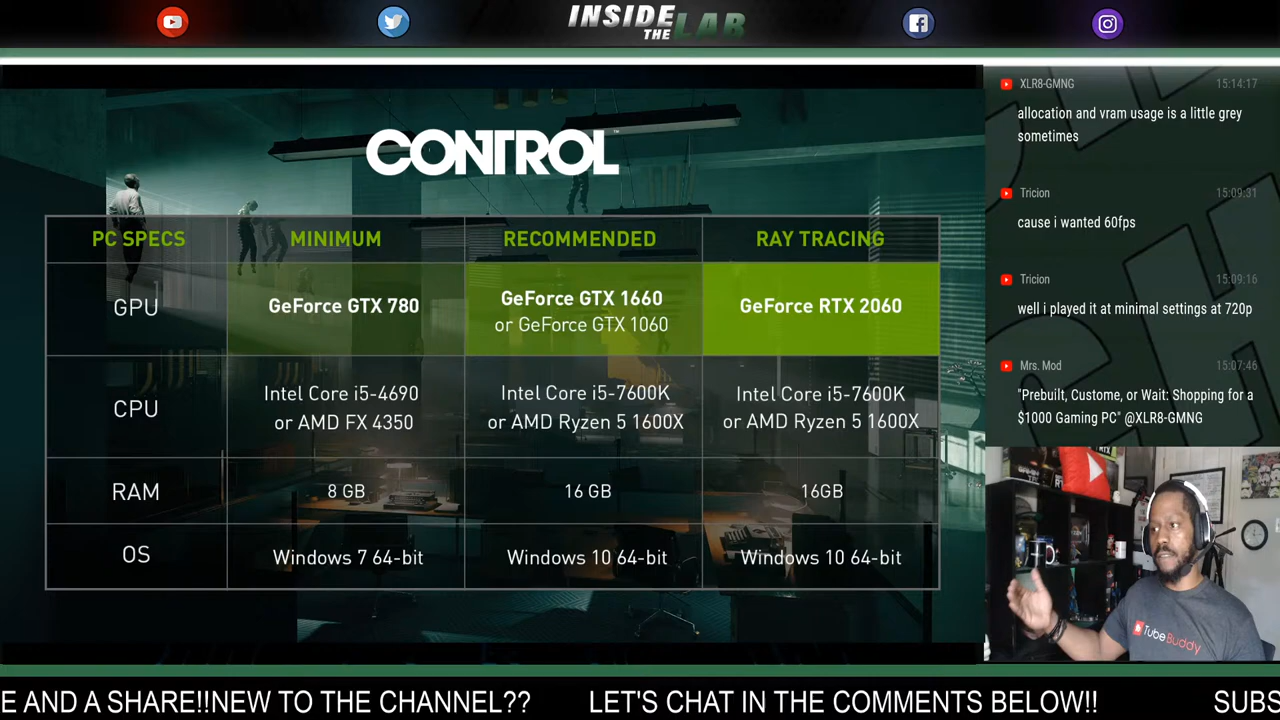 INSIDE
THE LAB
CONTROL™
PC SPECS MINIMUM RECOMMENDED RAY TRACING
GPU
GeForce GTX 780
GeForce GTX 1660
or GeForce GTX 1060
GeForce RTX 2060
CPU
Intel Core i5-4690
or AMD FX 4350
Intel Core i5-7600K
or AMD Ryzen 5 1600X
Intel Core i5-7600K
or AMD Ryzen 5 1600X
RAM 8 GB 16 GB 16GB
OS Windows 7 64-bit Windows 10 64-bit Windows 10 64-bit
XLR8-GMNG 15:14:17
allocation and vram usage is a little grey
sometimes
Tricion 15:09:31
cause i wanted 60fps
Tricion 15:09:16
well i played it at minimal settings at 720p
Mrs. Mod 15:07:46
"Prebuilt, Custome, or Wait: Shopping for a
$1000 Gaming PC" @XLR8-GMNG
TubeBuddy
E AND A SHARE!!NEW TO THE CHANNEL?? LET'S CHAT IN THE COMMENTS BELOW!! SUBS